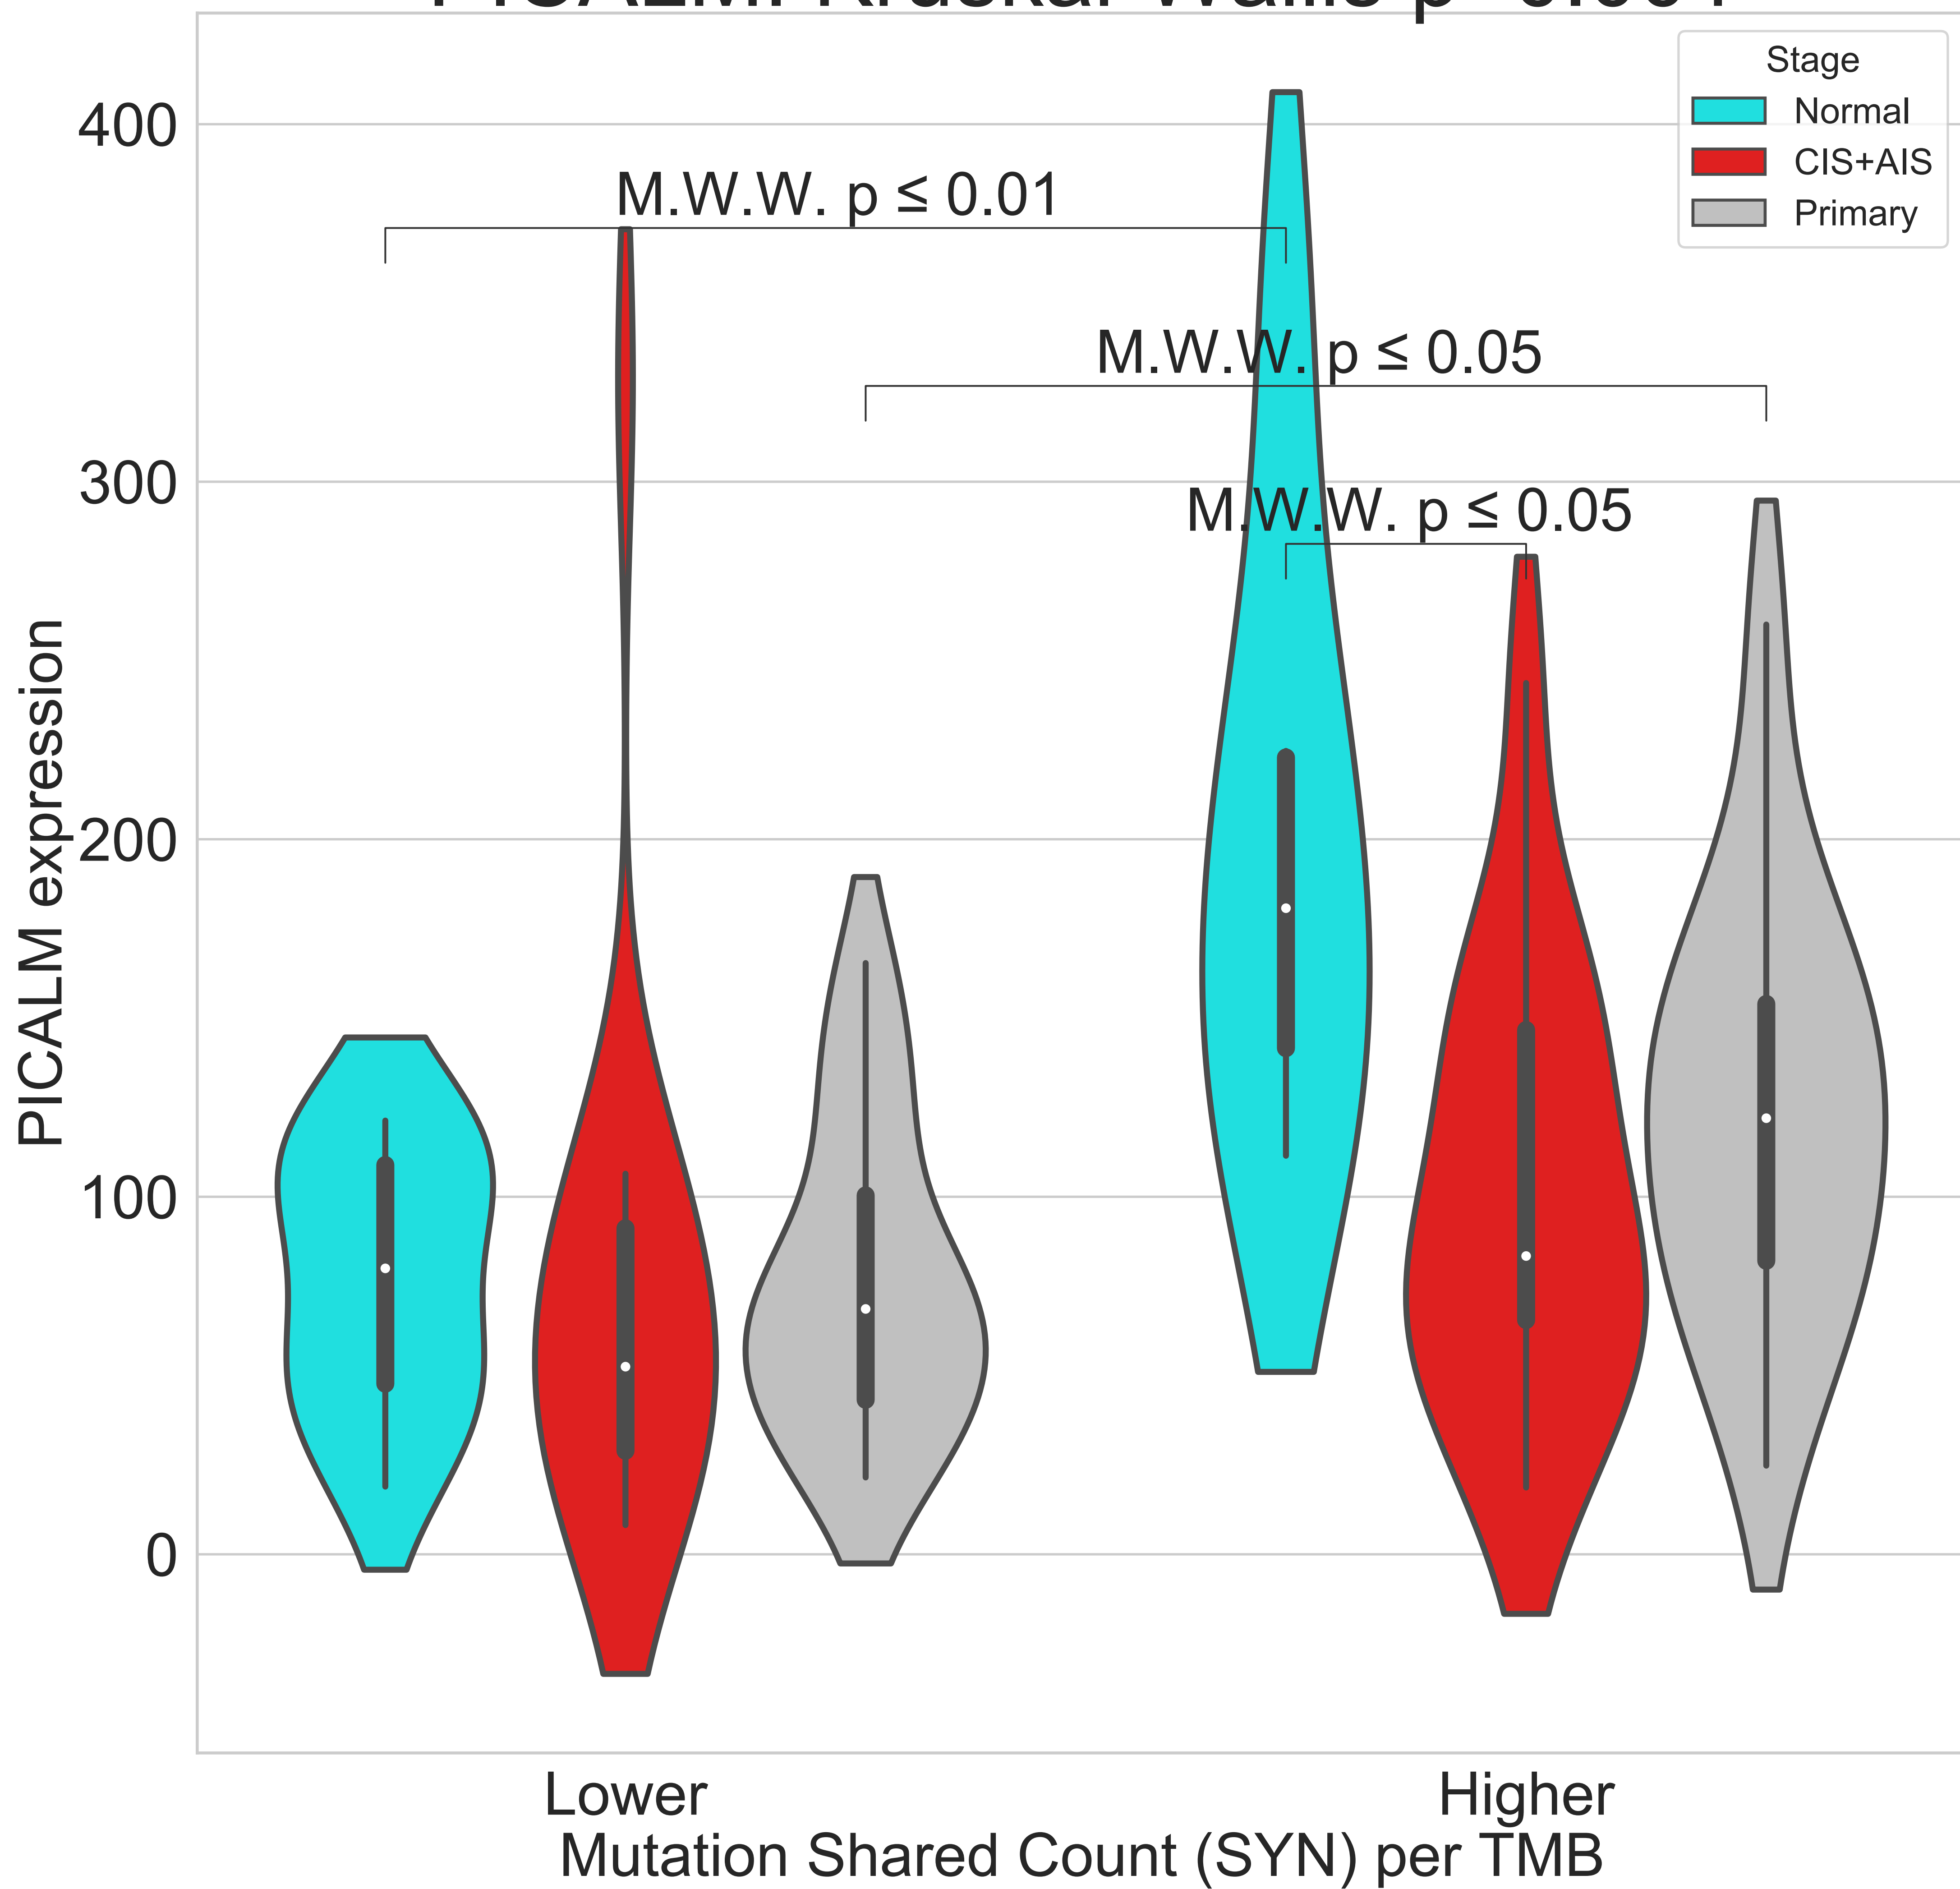 Stage
Normal
CIS+AIS
Primary
400
300
200
100
0
PICALM expression
M.W.W. p ≤ 0.01
M.W.W. p ≤ 0.05
M.W.W. p ≤ 0.05
Lower
Higher
Mutation Shared Count (SYN) per TMB